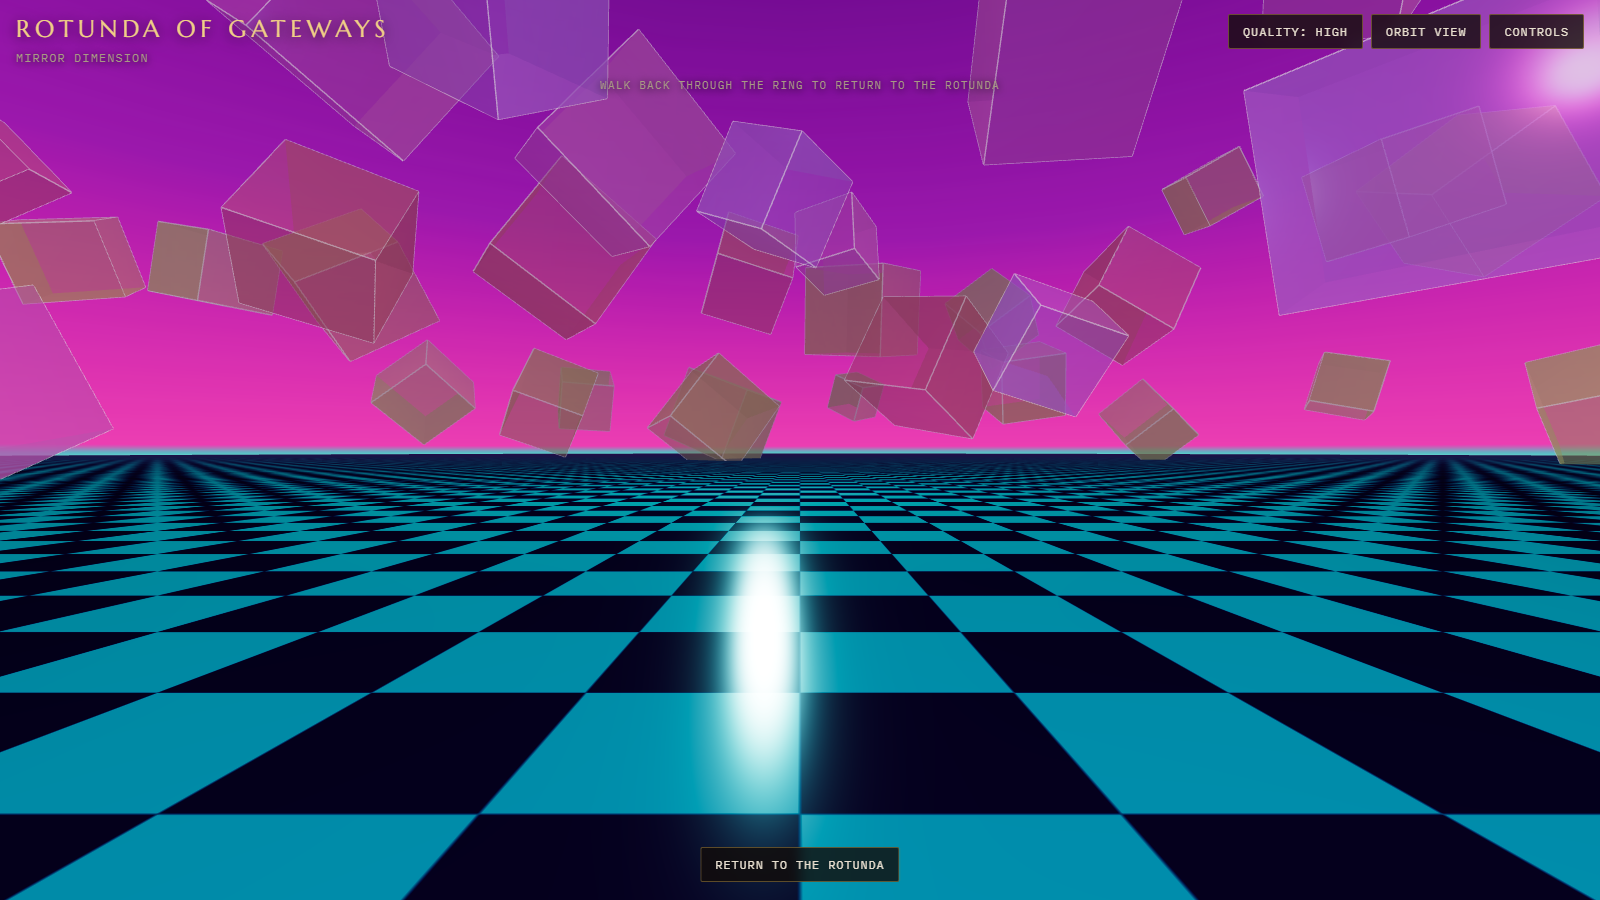 ROTUNDA OF GATEWAYS
MIRROR DIMENSION
QUALITY: HIGH
ORBIT VIEW
CONTROLS
WALK BACK THROUGH THE RING TO RETURN TO THE ROTUNDA
RETURN TO THE ROTUNDA